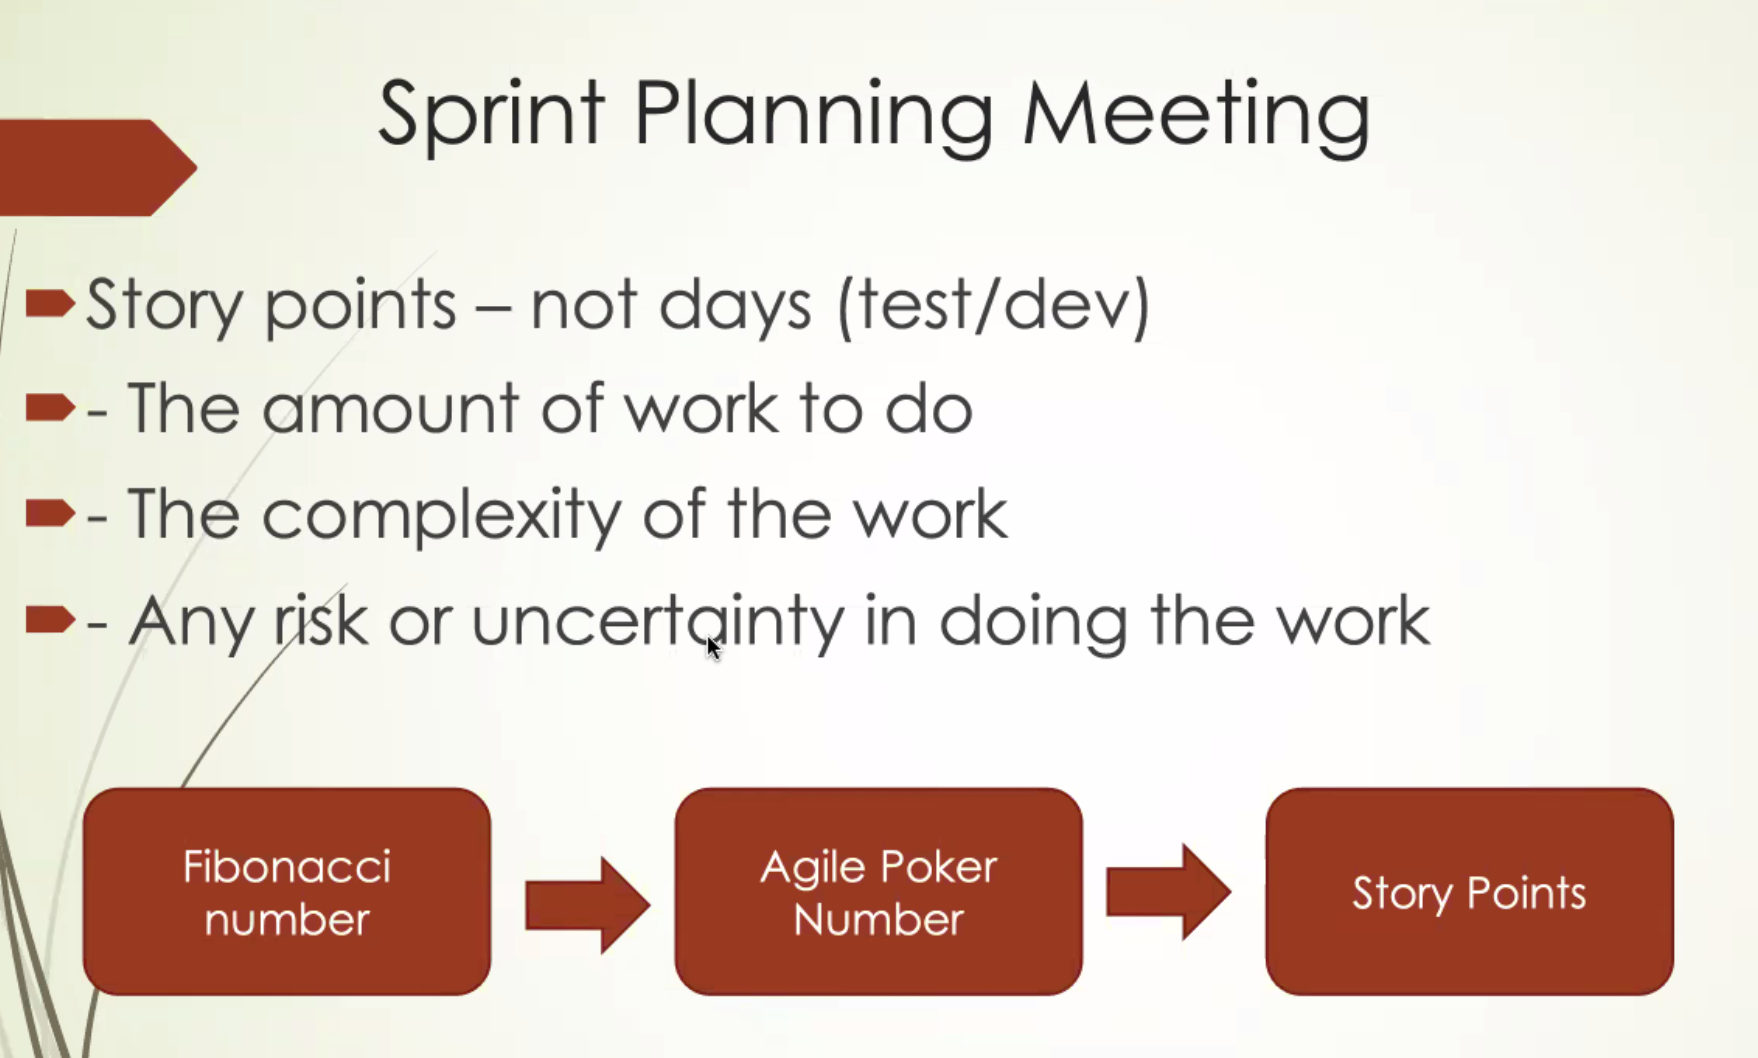 Sprint Planning Meeting
Story points – not days (test/dev)
- The amount of work to do
- The complexity of the work
- Any risk or uncertainty in doing the work
Fibonacci
number
Agile Poker
Number
Story Points